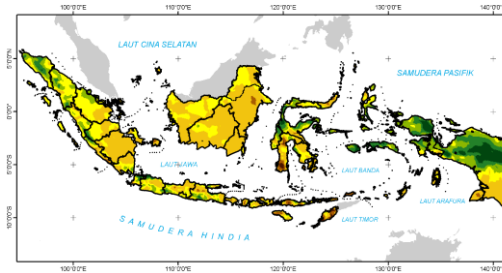 100°0'0"E 110°0'0"E 120°0'0"E 130°0'0"E 140°0'0"E
LAUT CINA SELATAN
SAMUDERA PASIFIK
5°0'0"N
0°0'0"
LAUT JAWA
LAUT BANDA
5°0'0"S
LAUT ARAFURA
LAUT TIMOR
10°0'0"S
SAMUDERA HINDIA
100°0'0"E 110°0'0"E 120°0'0"E 130°0'0"E 140°0'0"E